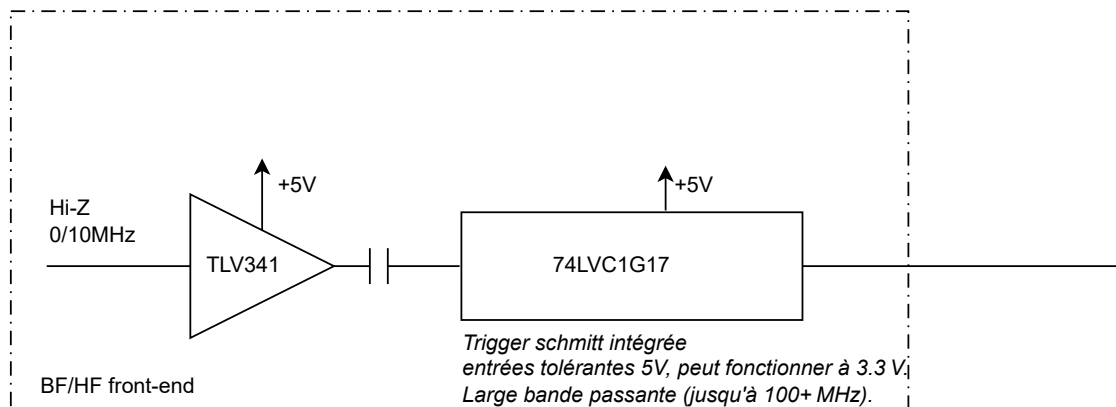 +5V
+5V
Hi-Z
0/10MHz
TLV341
74LVC1G17
Trigger schmitt intégrée
entrées tolérantes 5V, peut fonctionner à 3.3 V.
Large bande passante (jusqu'à 100+ MHz).
BF/HF front-end